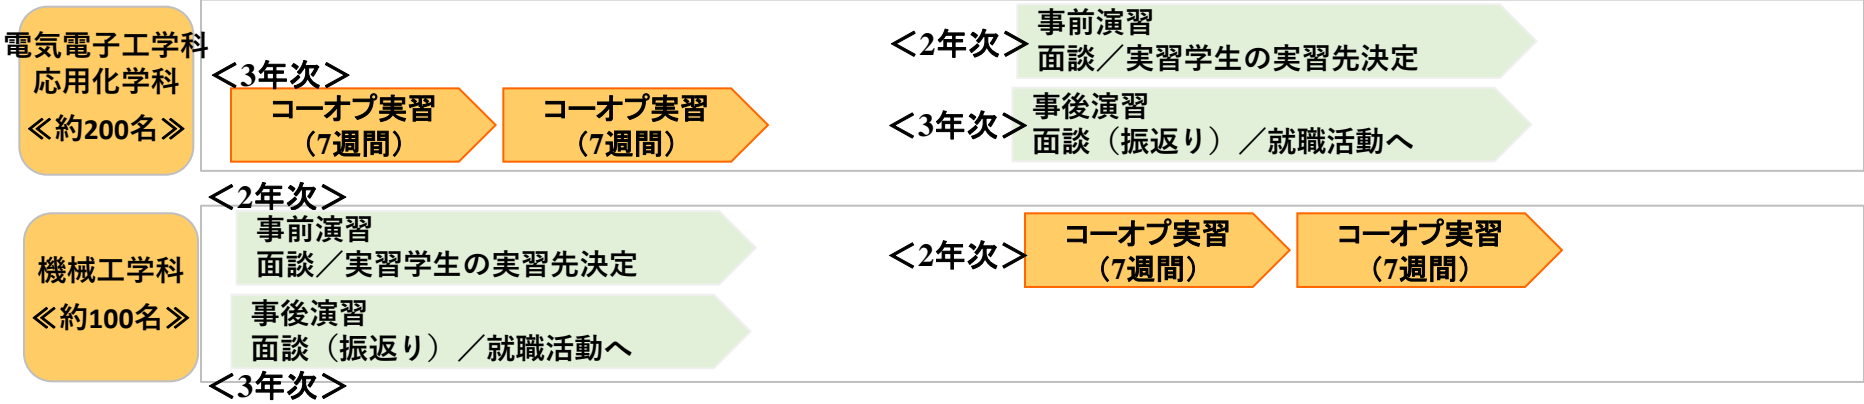 電気電子工学科
応用化学科
≪約200名≫
＜3年次＞
コーオプ実習
（7週間）
コーオプ実習
（7週間）
＜2年次＞
事前演習
面談／実習学生の実習先決定
＜3年次＞
事後演習
面談（振返り）／就職活動へ
機械工学科
≪約100名≫
＜2年次＞
事前演習
面談／実習学生の実習先決定
事後演習
面談（振返り）／就職活動へ
＜3年次＞
＜2年次＞
コーオプ実習
（7週間）
コーオプ実習
（7週間）